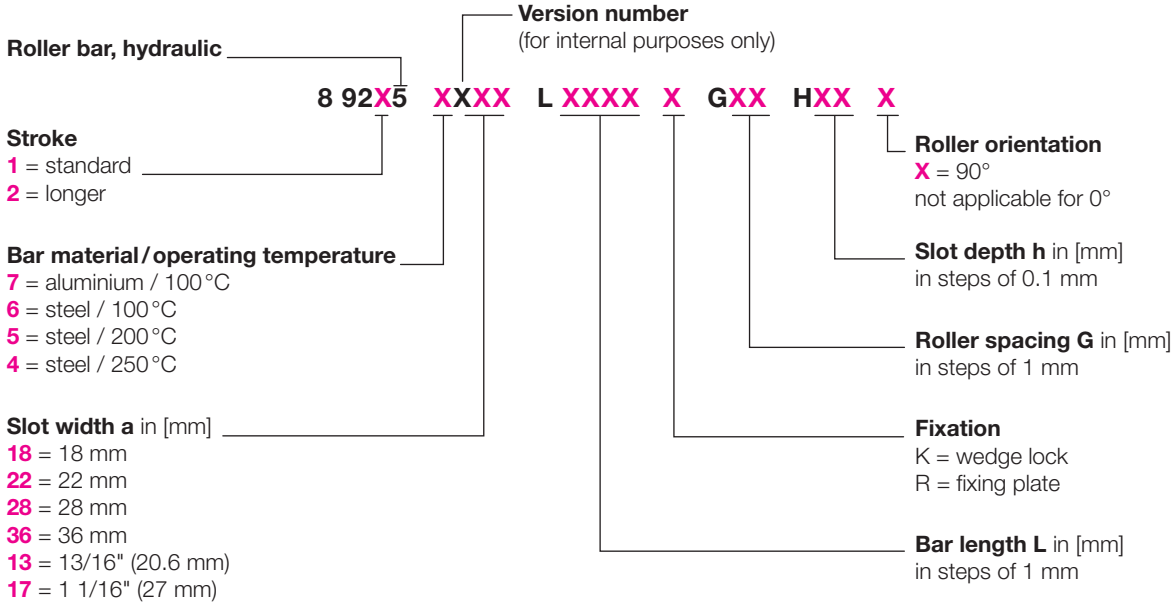 Version number
(for internal purposes only)
Roller bar, hydraulic
8 92X5 XXXX L XXXX X GXX HXX X
Stroke
1 = standard
2 = longer
Bar material / operating temperature
7 = aluminium / 100 °C
6 = steel / 100 °C
5 = steel / 200 °C
4 = steel / 250 °C
Slot width a in [mm]
18 = 18 mm
22 = 22 mm
28 = 28 mm
36 = 36 mm
13 = 13/16" (20.6 mm)
17 = 1 1/16" (27 mm)
Roller orientation
X = 90°
not applicable for 0°
Slot depth h in [mm]
in steps of 0.1 mm
Roller spacing G in [mm]
in steps of 1 mm
Fixation
K = wedge lock
R = fixing plate
Bar length L in [mm]
in steps of 1 mm